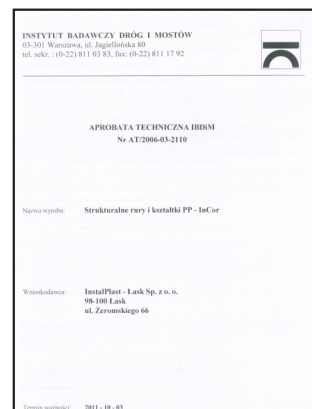 INSTYTUT BADAWCZY DRÓG I MOSTÓW
03-301 Warszawa, ul. Jagiellońska 80
tel. sekr. : (0-22) 811 03 83, fax: (0-22) 811 17 92
APROBATA TECHNICZNA IBDiM
Nr AT/2006-03-2110
Nazwa wyrobu: Strukturalne rury i kształtki PP - InCor
Wnioskodawca: InstalPlast - Łask Sp. z o. o.
98-100 Łask
ul. Żeromskiego 66
Termin ważności: 2011 - 10 - 03